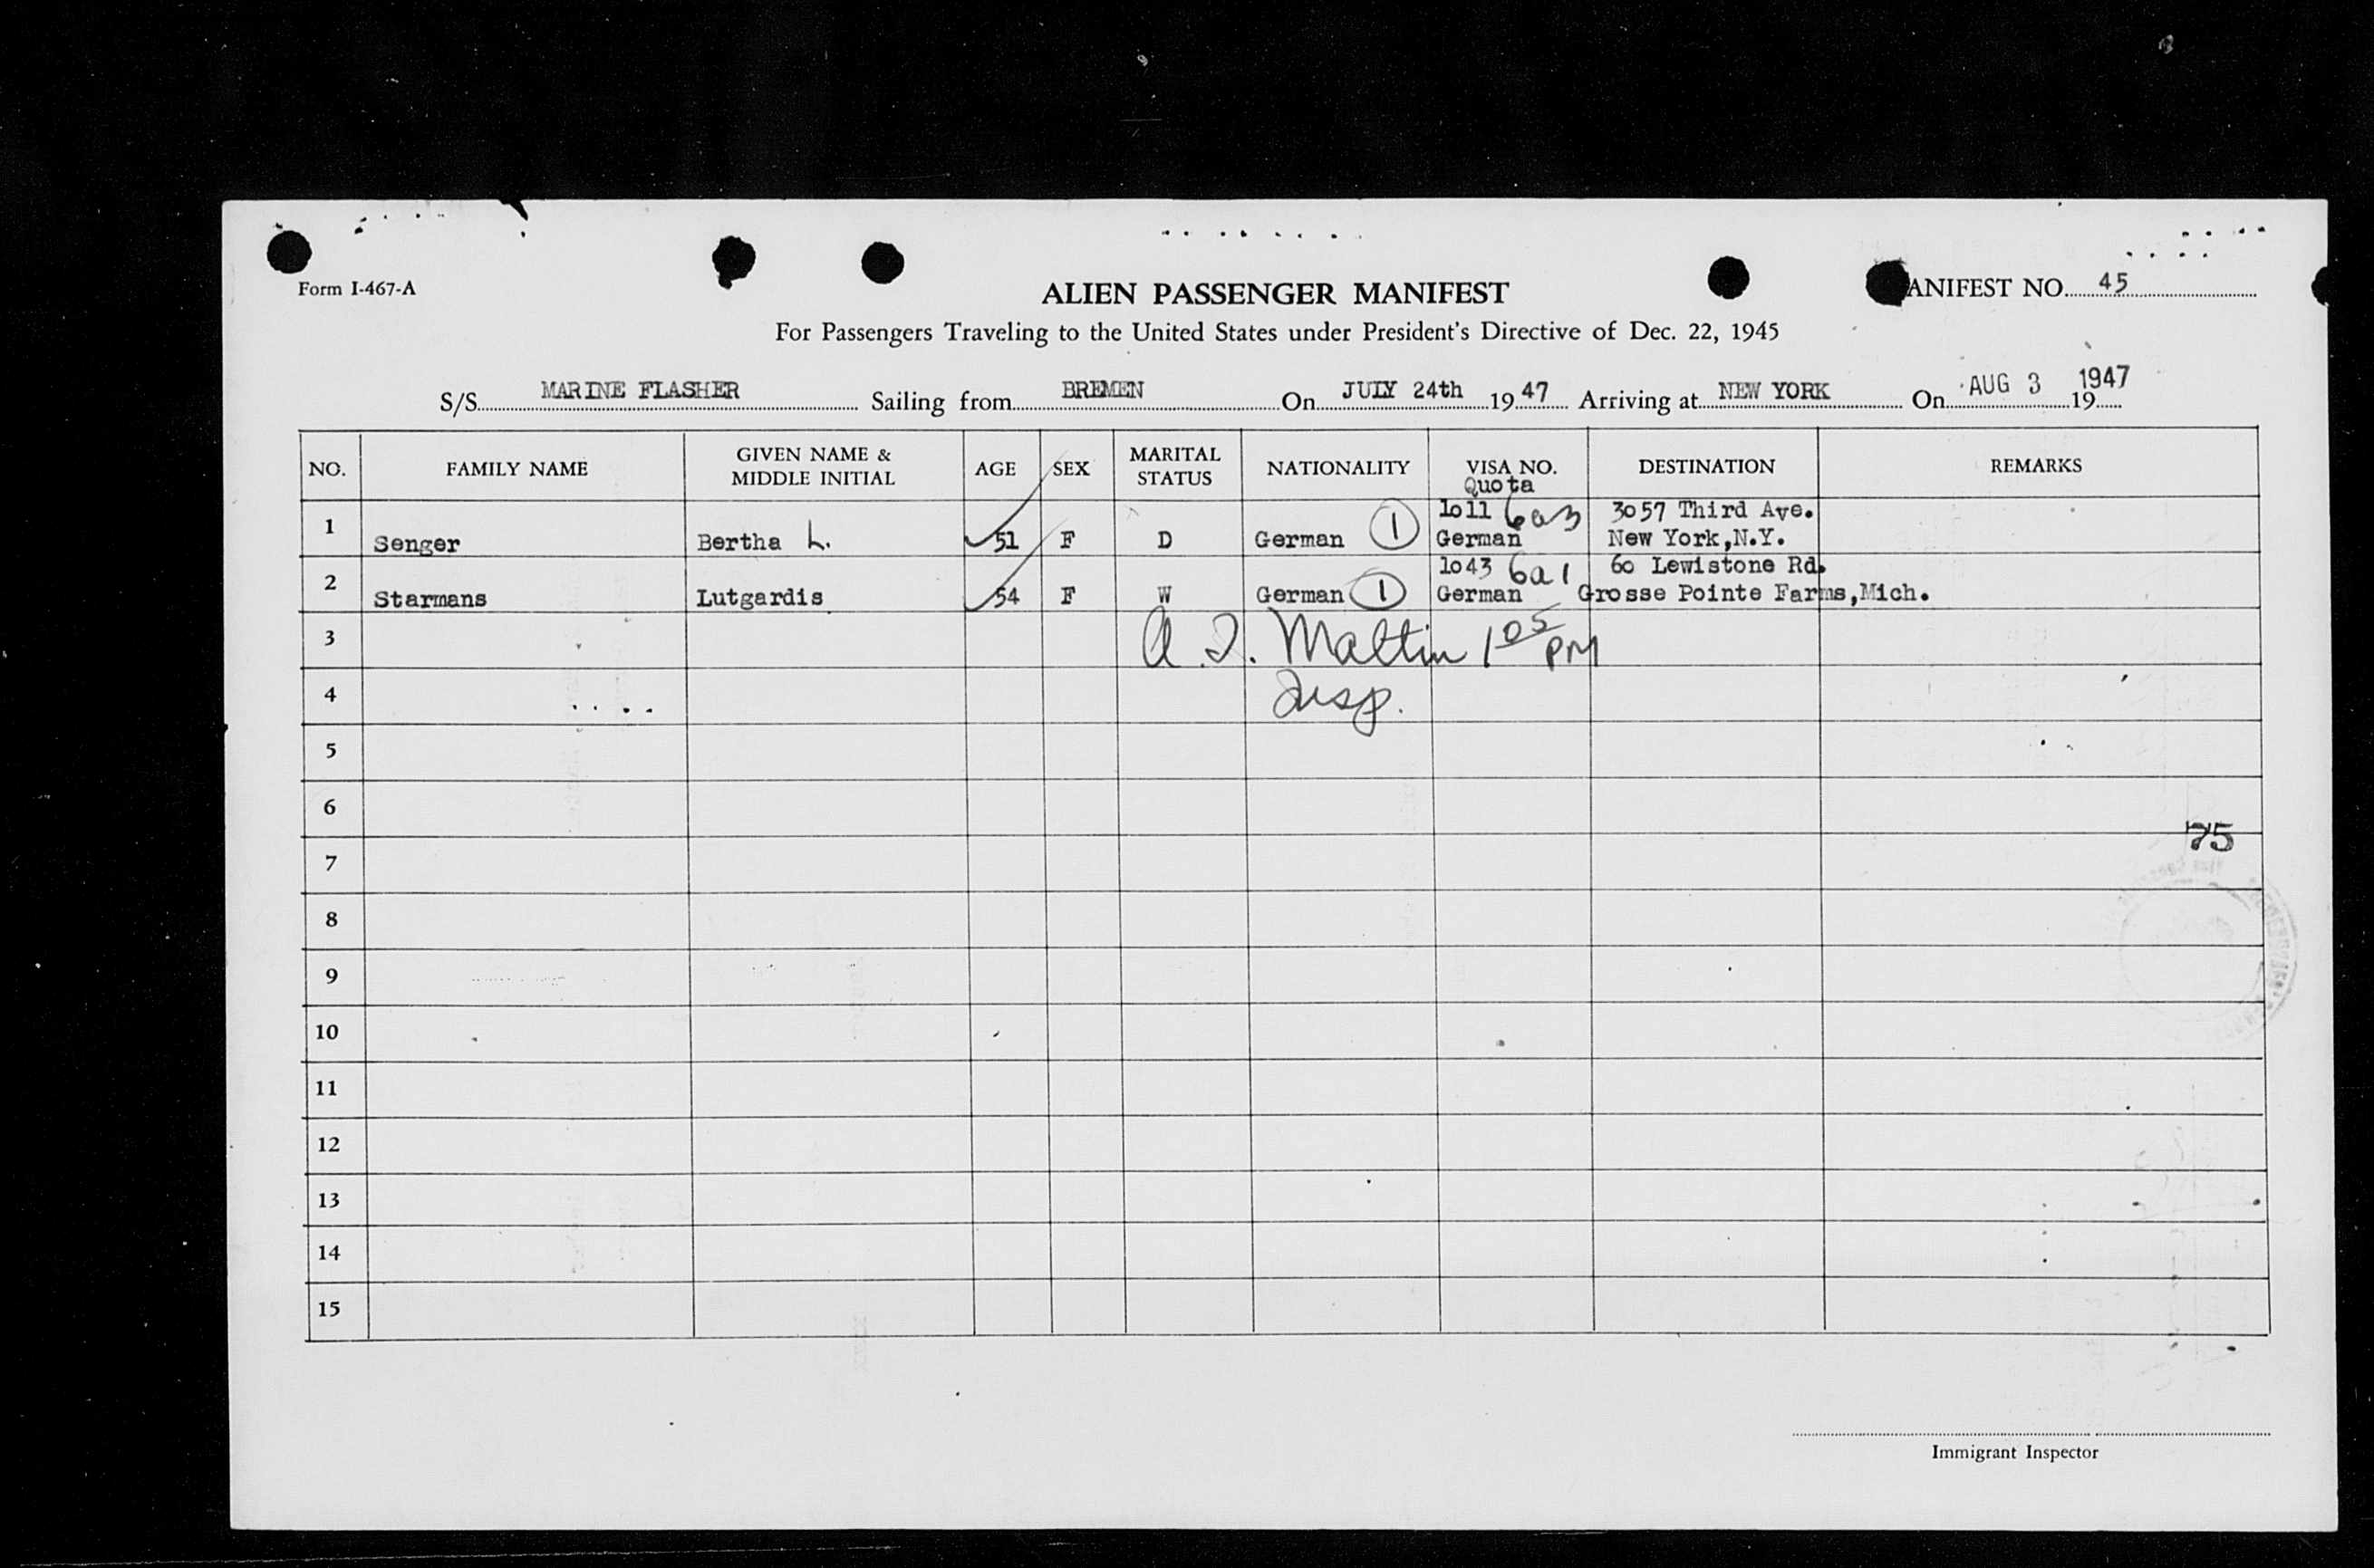 Form I-467-A
ALIEN PASSENGER MANIFEST
ANIFEST NO. 45
For Passengers Traveling to the United States under President's Directive of Dec. 22, 1945
S/S MARINE FLASHER Sailing from BREMEN On JULY 24th 19 47 Arriving at NEW YORK On AUG 3 1947 19
NO. FAMILY NAME GIVEN NAME & MIDDLE INITIAL AGE SEX MARITAL STATUS NATIONALITY VISA NO. Quota DESTINATION REMARKS
1011 6a3 3057 Third Ave.
1 Senger Bertha L. 51 F D German 1 German New York,N.Y.
1043 6a1 60 Lewistone Rd.
2 Starmans Lutgardis 54 F W German 1 German Grosse Pointe Farms,Mich.
3 Maltin 1 05 PM
4 Insp.
5
6
75
7
8
9
10
11
12
13
14
15
Immigrant Inspector